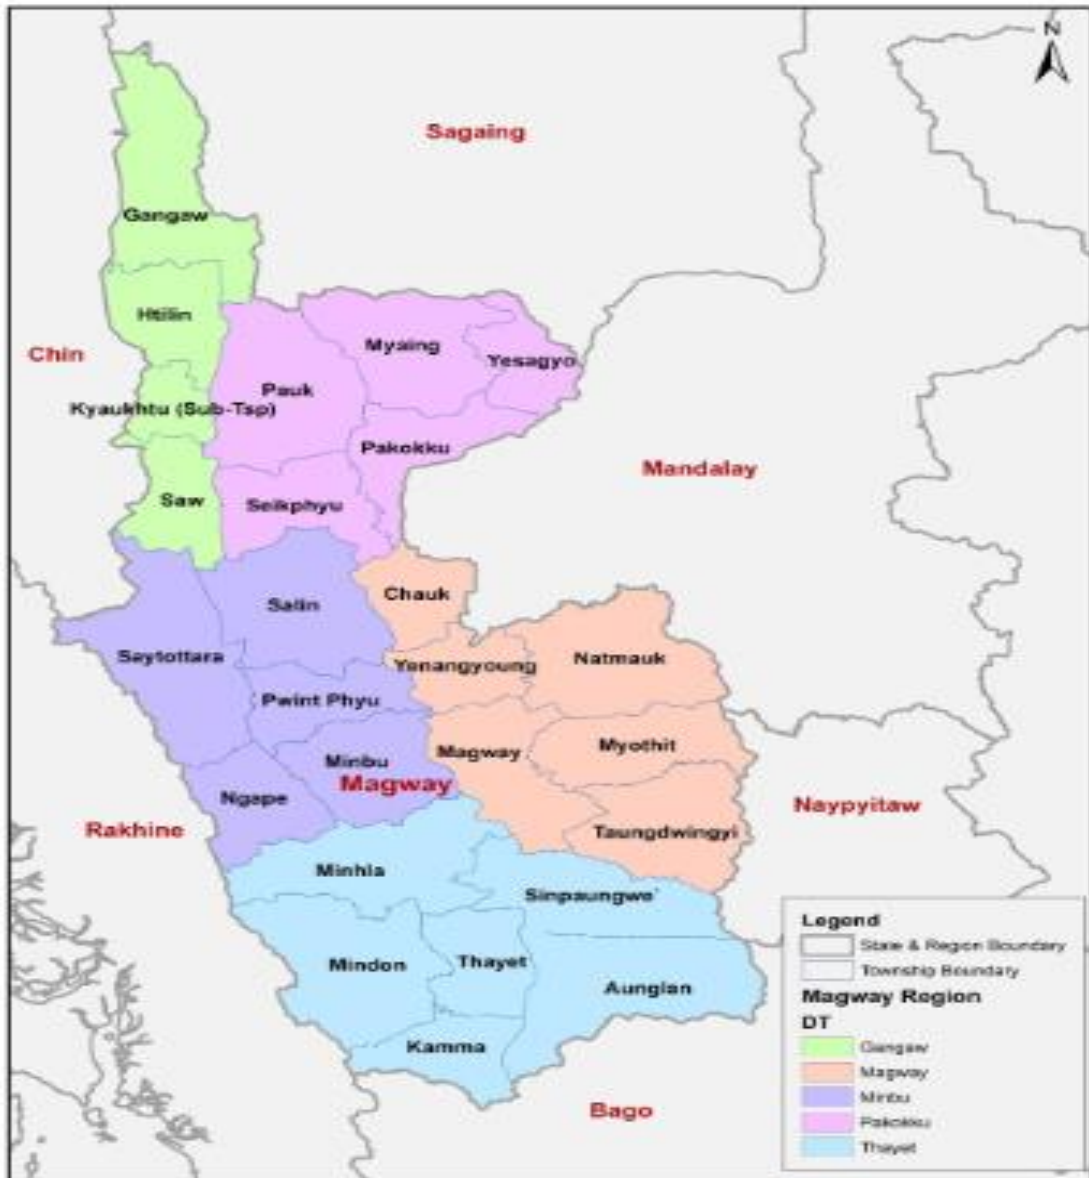 N
Sagaing
Gangaw
Htilin
Chin
Myaing
Yesagyo
Pauk
Kyaukhtu (Sub-Tsp)
Pakokku
Mandalay
Saw
Seikphyu
Chauk
Salin
Saytottara
Yenangyoung
Natmauk
Pwint Phyu
Magway
Myothit
Minbu
Magway
Ngape
Naypyitaw
Rakhine
Taungdwingyi
Minhla
Sinpaungwe'
Mindon
Thayet
Aunglan
Kamma
Bago
Legend
State & Region Boundary
Township Boundary
Magway Region
DT
Gangaw
Magway
Minbu
Pakokku
Thayet